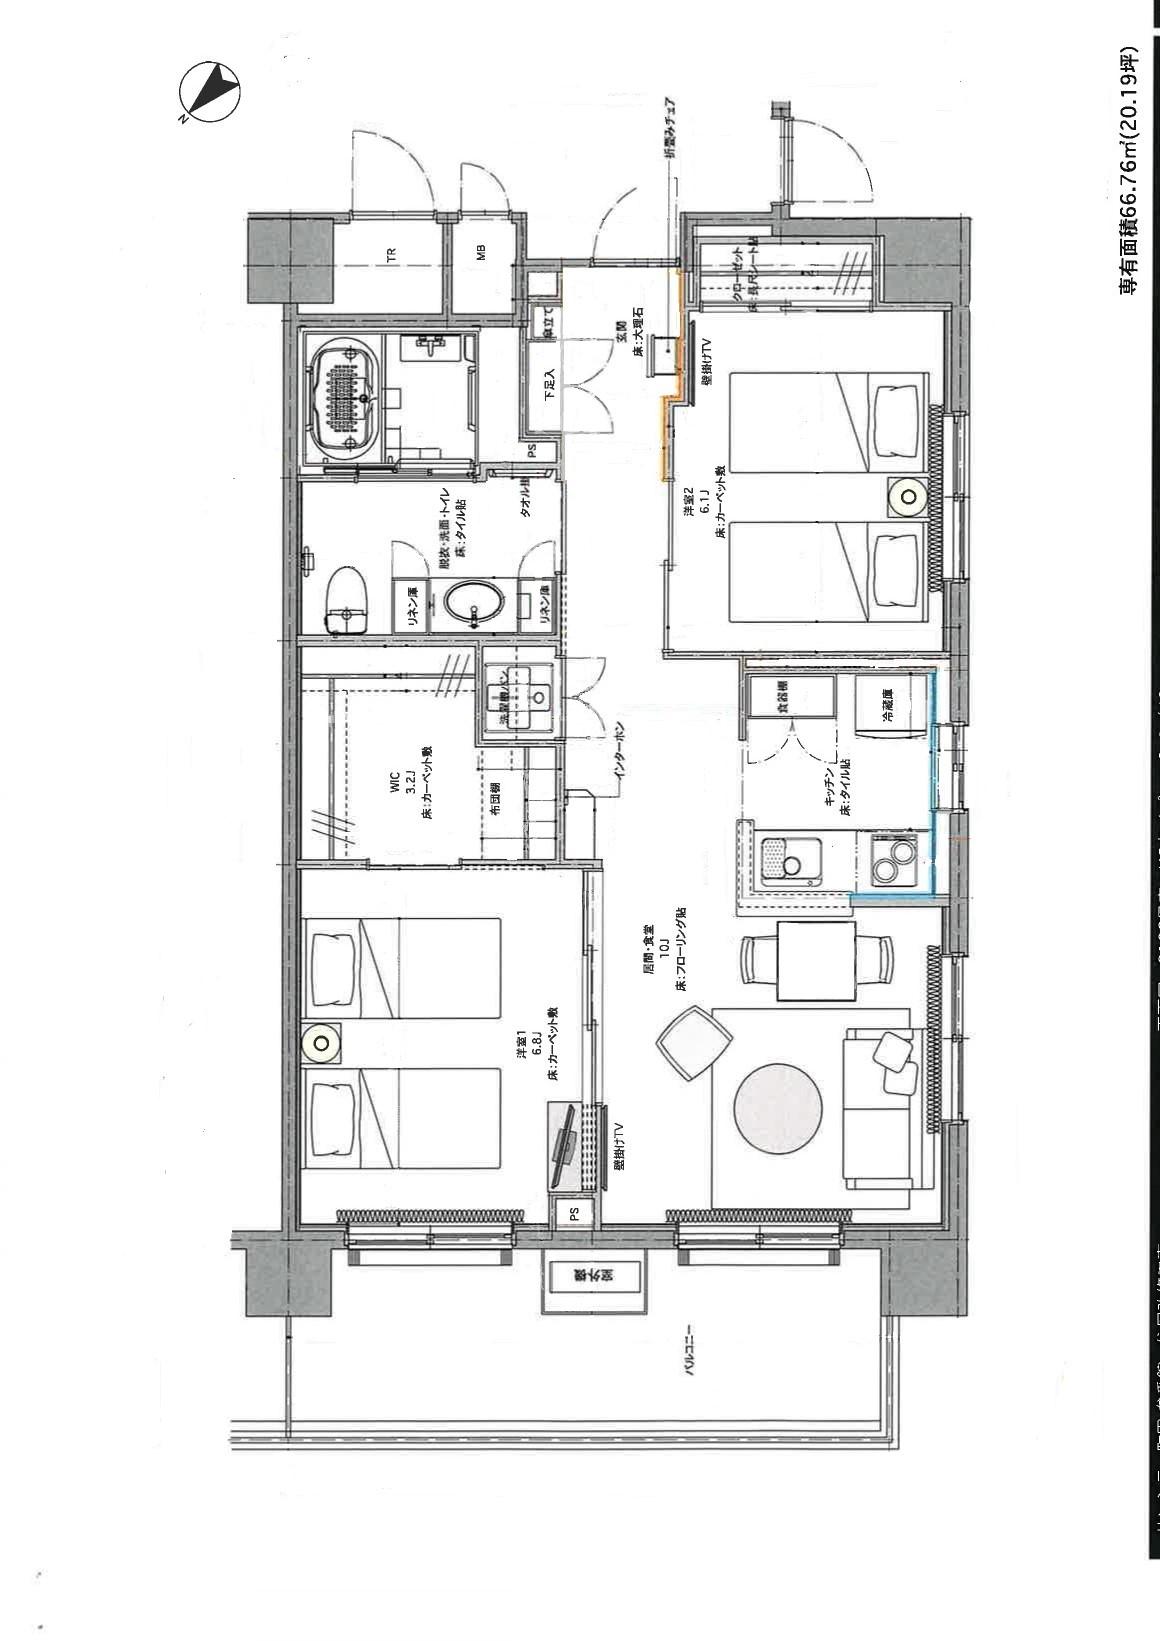 専有面積66.76㎡(20.19坪)
N
折畳みチェア
TR
MB
クローゼット
床:長尺シート貼
傘立て
玄関
床:大理石
下足入
壁掛けTV
PS
タオル掛
脱衣・洗面・トイレ
床:タイル貼
洋室2
6.1J
床:カーペット敷
リネン庫
リネン庫
洗濯機パン
食器棚
冷蔵庫
インターホン
WIC
3.2J
床:カーペット敷
布団棚
キッチン
床:タイル貼
居間・食堂
10J
床:フローリング貼
洋室1
6.8J
床:カーペット敷
壁掛けTV
PS
室外機
バルコニー